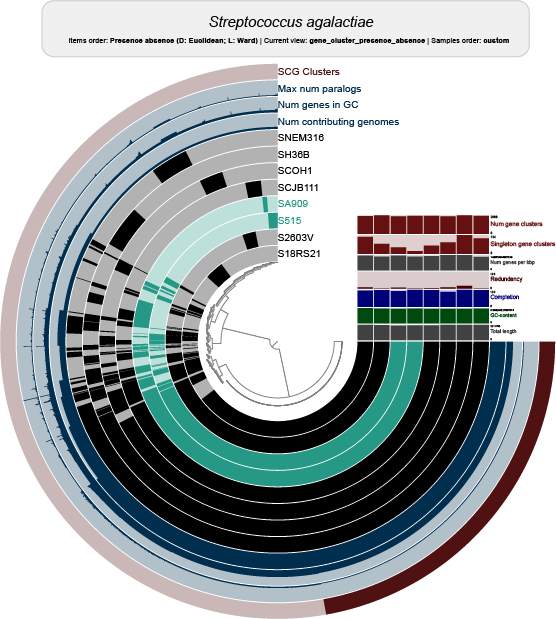 Streptococcus agalactiae
Items order: Presence absence (D: Euclidean; L: Ward) | Current view: gene_cluster_presence_absence | Samples order: custom
SCG Clusters
Max num paralogs
Num genes in GC
Num contributing genomes
SNEM316
SH36B
SCOH1
SCJB111
SA909
S515
S2603V
S18RS21
Num gene clusters
Singleton gene clusters
Num genes per kbp
Redundancy
Completion
GC-content
Total length